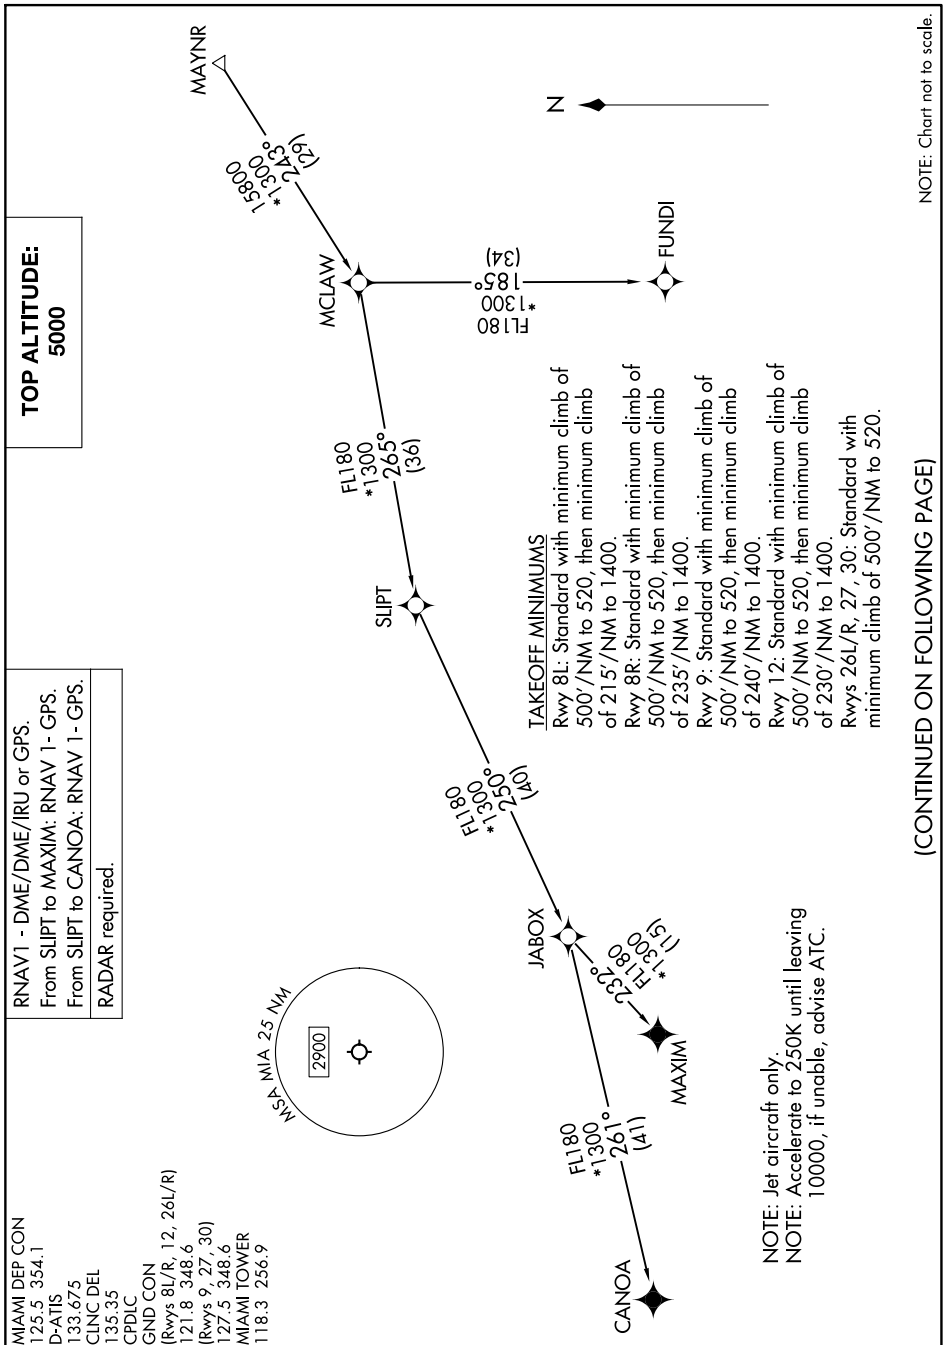 MIAMI DEP CON
125.5 354.1
D-ATIS
133.675
CLNC DEL
135.35
CPDLC
GND CON
(Rwys 8L/R, 12, 26L/R)
121.8 348.6
(Rwys 9, 27, 30)
127.5 348.6
MIAMI TOWER
118.3 256.9
RNAV1 - DME/DME/IRU or GPS.
From SLIPT to MAXIM: RNAV 1- GPS.
From SLIPT to CANOA: RNAV 1- GPS.
RADAR required.
TOP ALTITUDE:
5000
MAYNR
15800
*1300
243°
(29)
MCLAW
FL180
*1300
185°
(34)
FUNDI
N
FL180
*1300
265°
(36)
SLIPT
FL180
*1300
250°
(40)
JABOX
232°
FL180
*1300
(15)
MAXIM
FL180
*1300
261°
(41)
CANOA
MSA MIA 25 NM
2900
TAKEOFF MINIMUMS
Rwy 8L: Standard with minimum climb of
500'/NM to 520, then minimum climb
of 215'/NM to 1400.
Rwy 8R: Standard with minimum climb of
500'/NM to 520, then minimum climb
of 235'/NM to 1400.
Rwy 9: Standard with minimum climb of
500'/NM to 520, then minimum climb
of 240'/NM to 1400.
Rwy 12: Standard with minimum climb of
500'/NM to 520, then minimum climb
of 230'/NM to 1400.
Rwys 26L/R, 27, 30: Standard with
minimum climb of 500'/NM to 520.
NOTE: Jet aircraft only.
NOTE: Accelerate to 250K until leaving
10000, if unable, advise ATC.
(CONTINUED ON FOLLOWING PAGE)
NOTE: Chart not to scale.